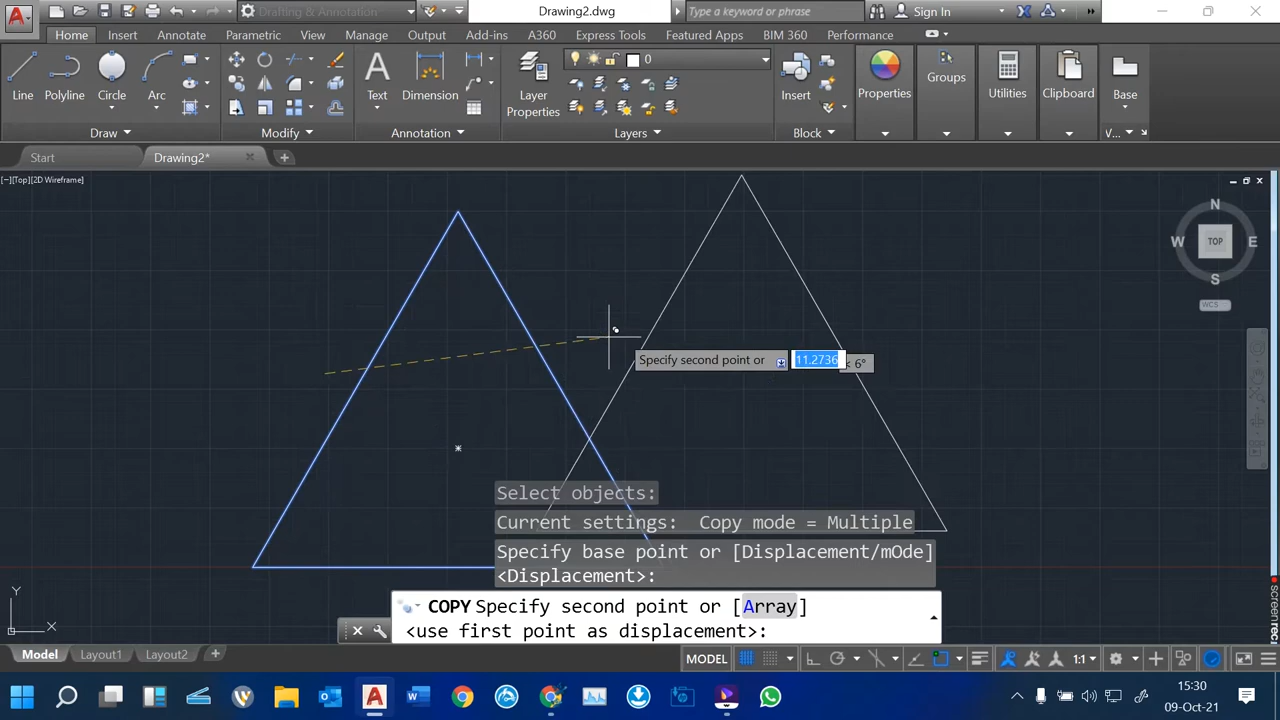 A
Drafting & Annotation
Drawing2.dwg
Type a keyword or phrase
Sign In
Home
Insert
Annotate
Parametric
View
Manage
Output
Add-ins
A360
Express Tools
Featured Apps
BIM 360
Performance
0
Line
Polyline
Circle
Arc
A
Text
Dimension
Layer
Properties
Insert
Properties
Groups
Utilities
Clipboard
Base
Draw
Modify
Annotation
Layers
Block
V...
Start
Drawing2*
[−][Top][2D Wireframe]
N
W
TOP
E
S
WCS
Specify second point or
11.2736
< 6°
Select objects:
Current settings:  Copy mode = Multiple
Specify base point or [Displacement/mOde]
<Displacement>:
COPY Specify second point or [Array]
<use first point as displacement>:
Y
X
Model
Layout1
Layout2
MODEL
1:1
A
W
15:30
09-Oct-21